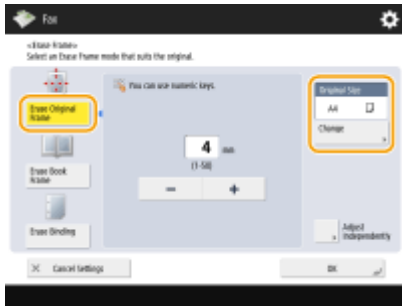 Fax
<Erase Frame>
Select an Erase Frame mode that suits the original.
Erase Original
Frame
You can use numeric keys.
Original Size
A4
Change
4 mm
(1-50)
Erase Book
Frame
− +
Erase Binding
Adjust
Independently
× Cancel Settings
OK